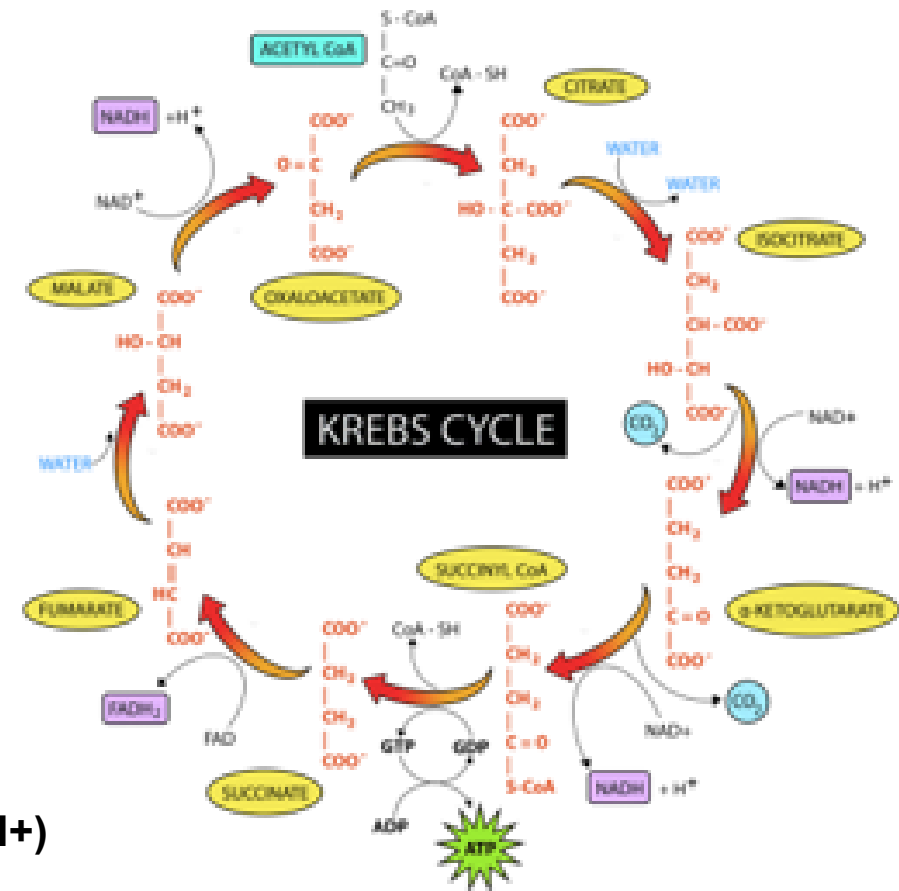 S - CoA
|
C=O
|
CH3
ACETYL CoA
CoA - SH
CITRATE
NADH + H+
NAD+
COO-
|
O = C
|
CH2
|
COO-
OXALOACETATE
COO-
|
CH2
|
HO - C - COO-
|
CH2
|
COO-
WATER
WATER
ISOCITRATE
COO-
|
CH2
|
CH - COO-
|
HO - CH
|
COO-
MALATE
COO-
|
HO - CH
|
CH2
|
COO-
KREBS CYCLE
CO2
NAD+
NADH + H+
WATER
COO-
|
CH2
|
CH2
|
C = O
|
COO-
α-KETOGLUTARATE
COO-
|
CH
||
HC
|
COO-
FUMARATE
SUCCINYL CoA
COO-
|
CH2
|
CH2
|
C = O
|
S-CoA
CoA - SH
COO-
|
CH2
|
CH2
|
COO-
SUCCINATE
FADH2
FAD
GTP
GDP
ADP
ATP
CO2
NAD+
NADH + H+
+)